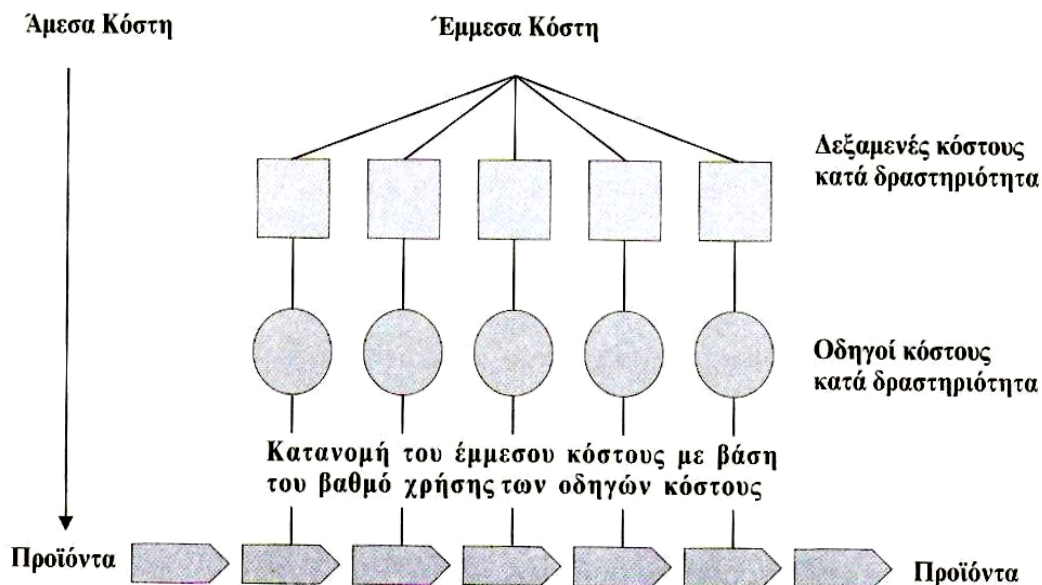 Άμεσα Κόστη
Έμμεσα Κόστη
Δεξαμενές κόστους
κατά δραστηριότητα
Οδηγοί κόστους
κατά δραστηριότητα
Κατανομή του έμμεσου κόστους με βάση
του βαθμό χρήσης των οδηγών κόστους
Προϊόντα
Προϊόντα